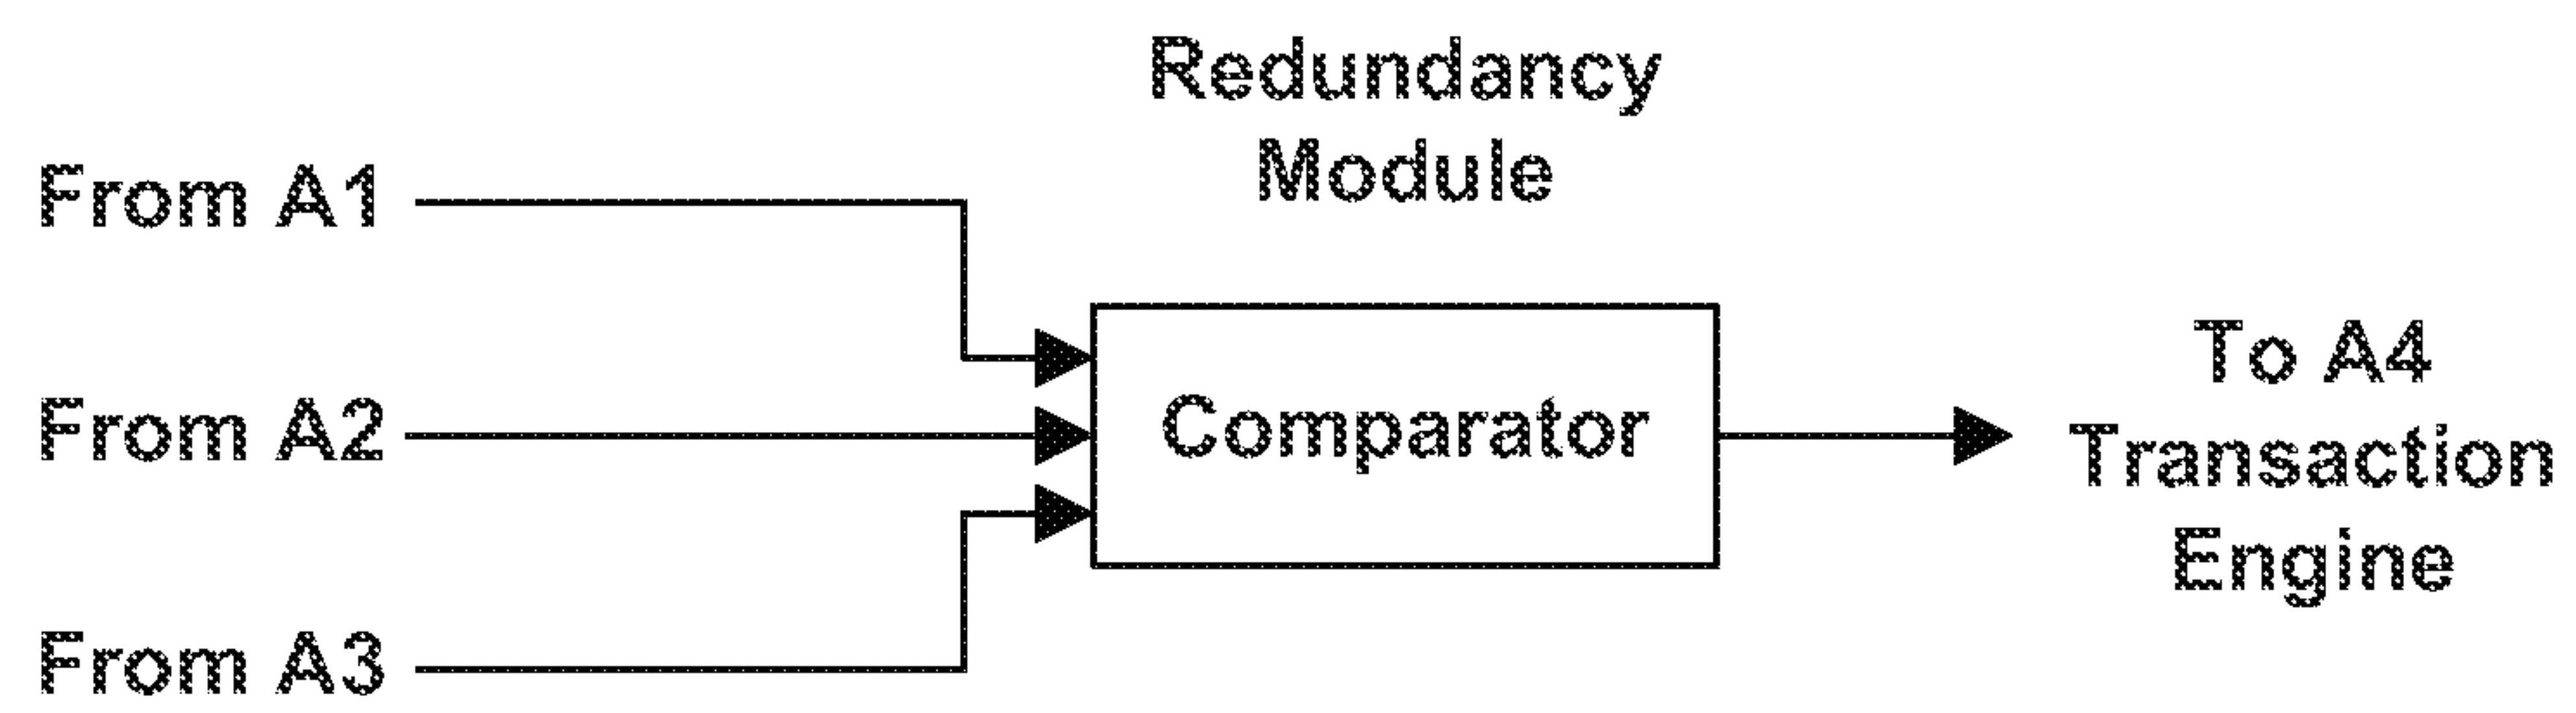 Redundancy
Module
From A1
From A2
From A3
Comparator
To A4
Transaction
Engine